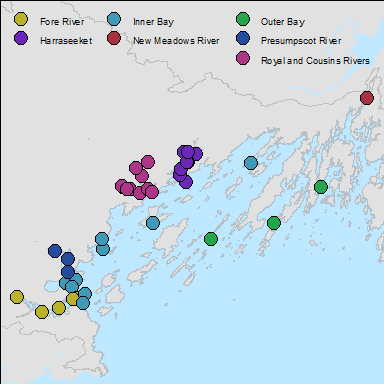 Fore River Inner Bay Outer Bay
Harraseeket New Meadows River Presumpscot River
Royal and Cousins Rivers